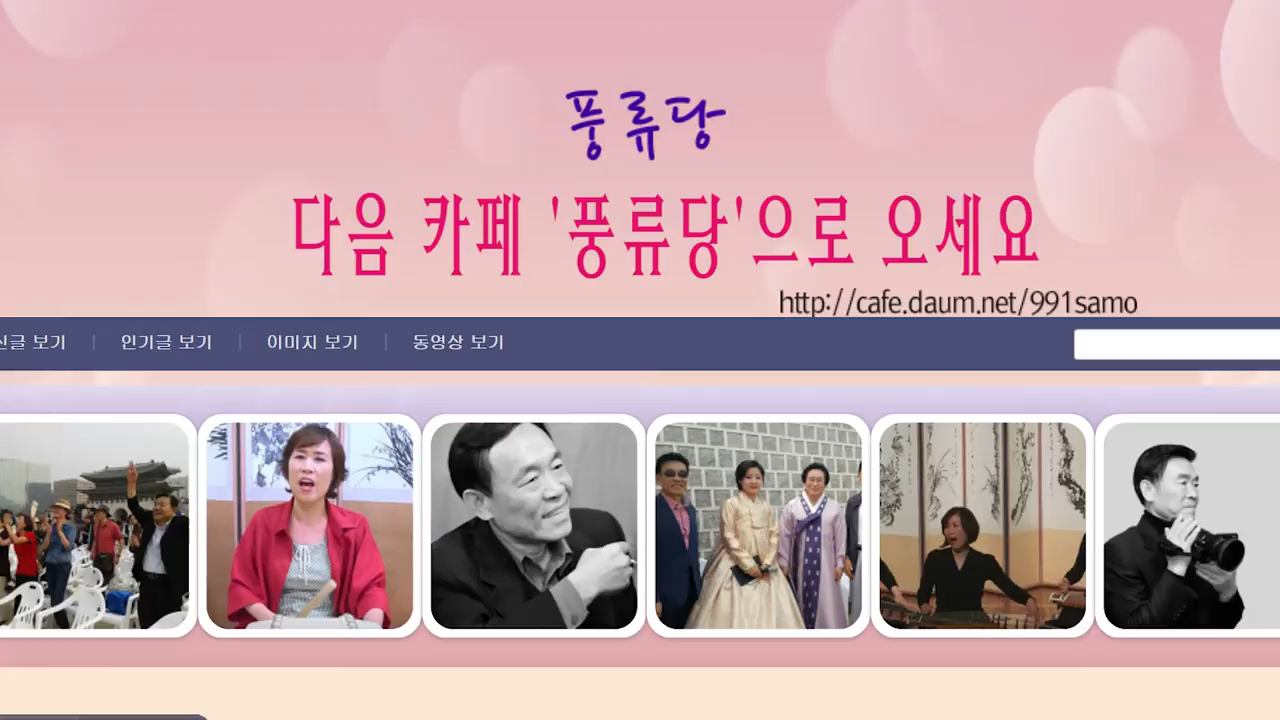 풍류당
다음 카페 '풍류당'으로 오세요
http://cafe.daum.net/991samo
신글 보기 | 인기글 보기 | 이미지 보기 | 동영상 보기